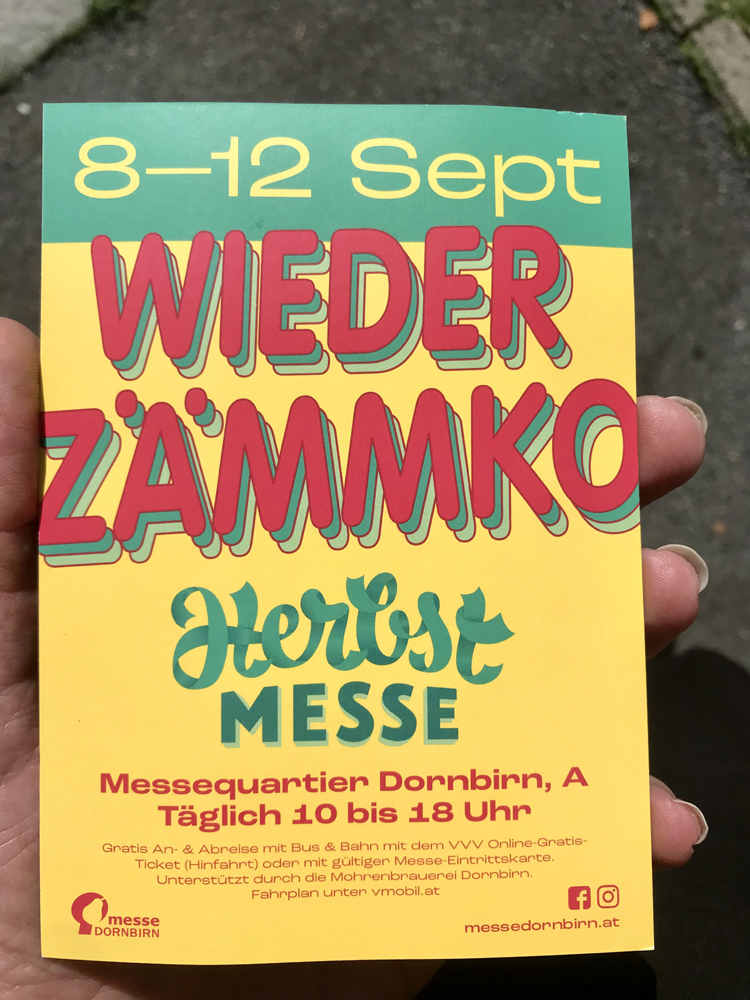 8–12 Sept
WIEDER
ZÄMMKO
Herbst
MESSE
Messequartier Dornbirn, A
Täglich 10 bis 18 Uhr
Gratis An- & Abreise mit Bus & Bahn mit dem VVV Online-Gratis-
Ticket (Hinfahrt) oder mit gültiger Messe-Eintrittskarte.
Unterstützt durch die Mohrenbrauerei Dornbirn.
Fahrplan unter vmobil.at
messe
DORNBIRN
messedornbirn.at